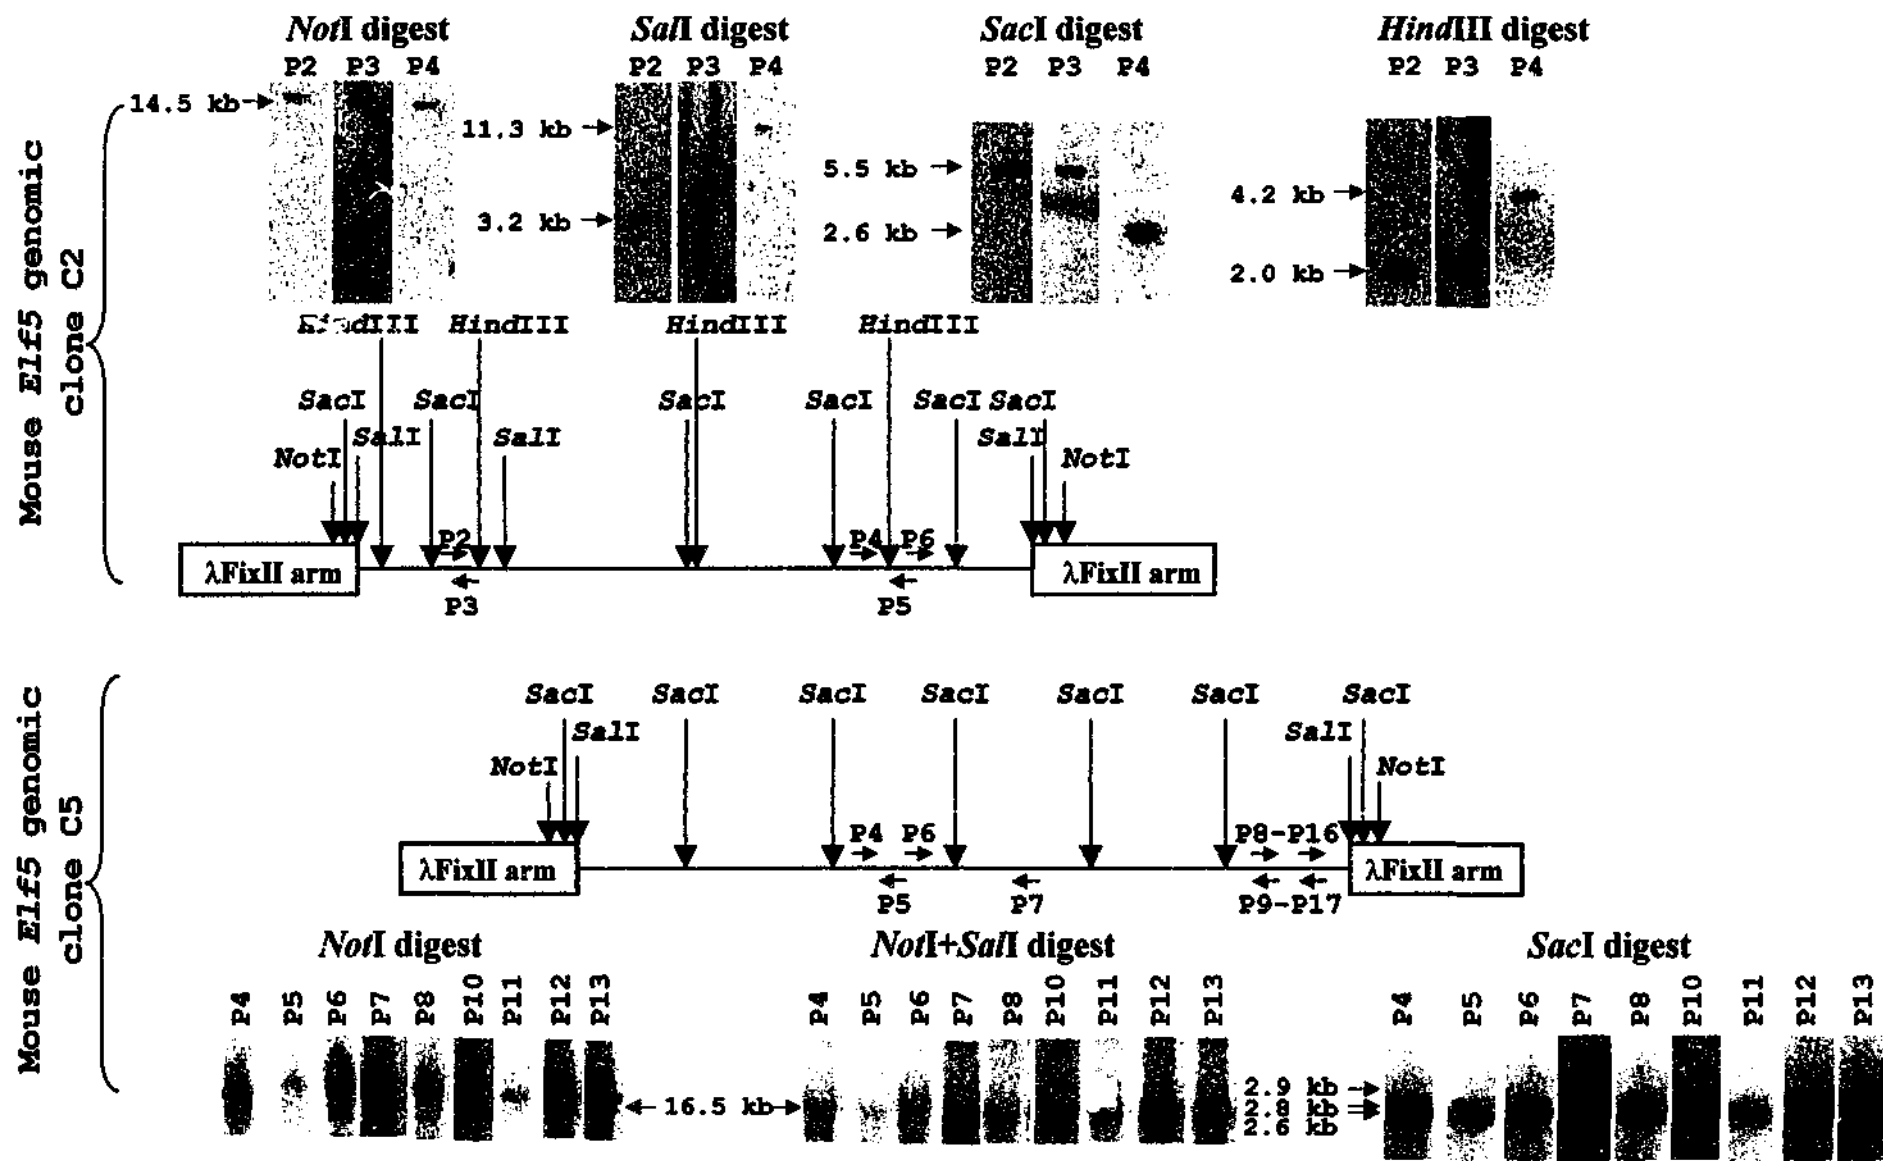 NotI digest
SalI digest
SacI digest
HindIII digest
P2 P3 P4
P2 P3 P4
P2 P3 P4
P2 P3 P4
14.5 kb
11.3 kb
3.2 kb
5.5 kb
2.6 kb
4.2 kb
2.0 kb
Mouse Elf5 genomic
clone C2
HindIII HindIII HindIII HindIII
SacI SacI SacI SacI SacI SacI
SalI SalI SalI
NotI NotI
P2 P4 P6
λFixII arm λFixII arm
P3 P5
Mouse Elf5 genomic
clone C5
SacI SacI SacI SacI SacI SacI SacI
SalI SalI
NotI NotI
P4 P6 P8-P16
λFixII arm λFixII arm
P5 P7 P9-P17
NotI digest
NotI+SalI digest
SacI digest
P4 P5 P6 P7 P8 P10 P11 P12 P13
P4 P5 P6 P7 P8 P10 P11 P12 P13
P4 P5 P6 P7 P8 P10 P11 P12 P13
16.5 kb
2.9 kb
2.8 kb
2.6 kb